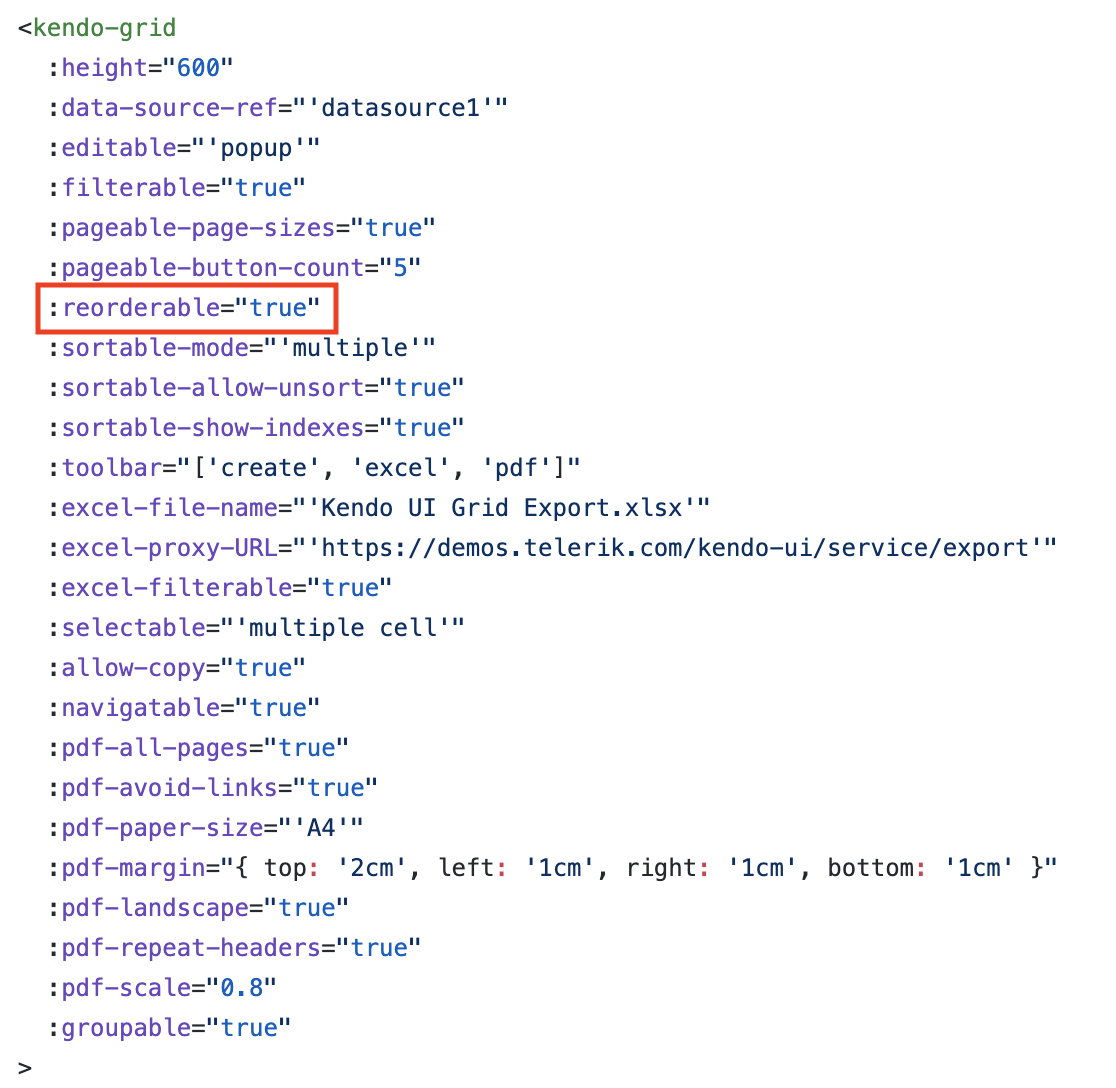 <kendo-grid
:height="600"
:data-source-ref="'datasource1'"
:editable="'popup'"
:filterable="true"
:pageable-page-sizes="true"
:pageable-button-count="5"
:reorderable="true"
:sortable-mode="'multiple'"
:sortable-allow-unsort="true"
:sortable-show-indexes="true"
:toolbar="['create', 'excel', 'pdf']"
:excel-file-name="'Kendo UI Grid Export.xlsx'"
:excel-proxy-URL="'https://demos.telerik.com/kendo-ui/service/export'"
:excel-filterable="true"
:selectable="'multiple cell'"
:allow-copy="true"
:navigatable="true"
:pdf-all-pages="true"
:pdf-avoid-links="true"
:pdf-paper-size="'A4'"
:pdf-margin="{ top: '2cm', left: '1cm', right: '1cm', bottom: '1cm' }"
:pdf-landscape="true"
:pdf-repeat-headers="true"
:pdf-scale="0.8"
:groupable="true"
>